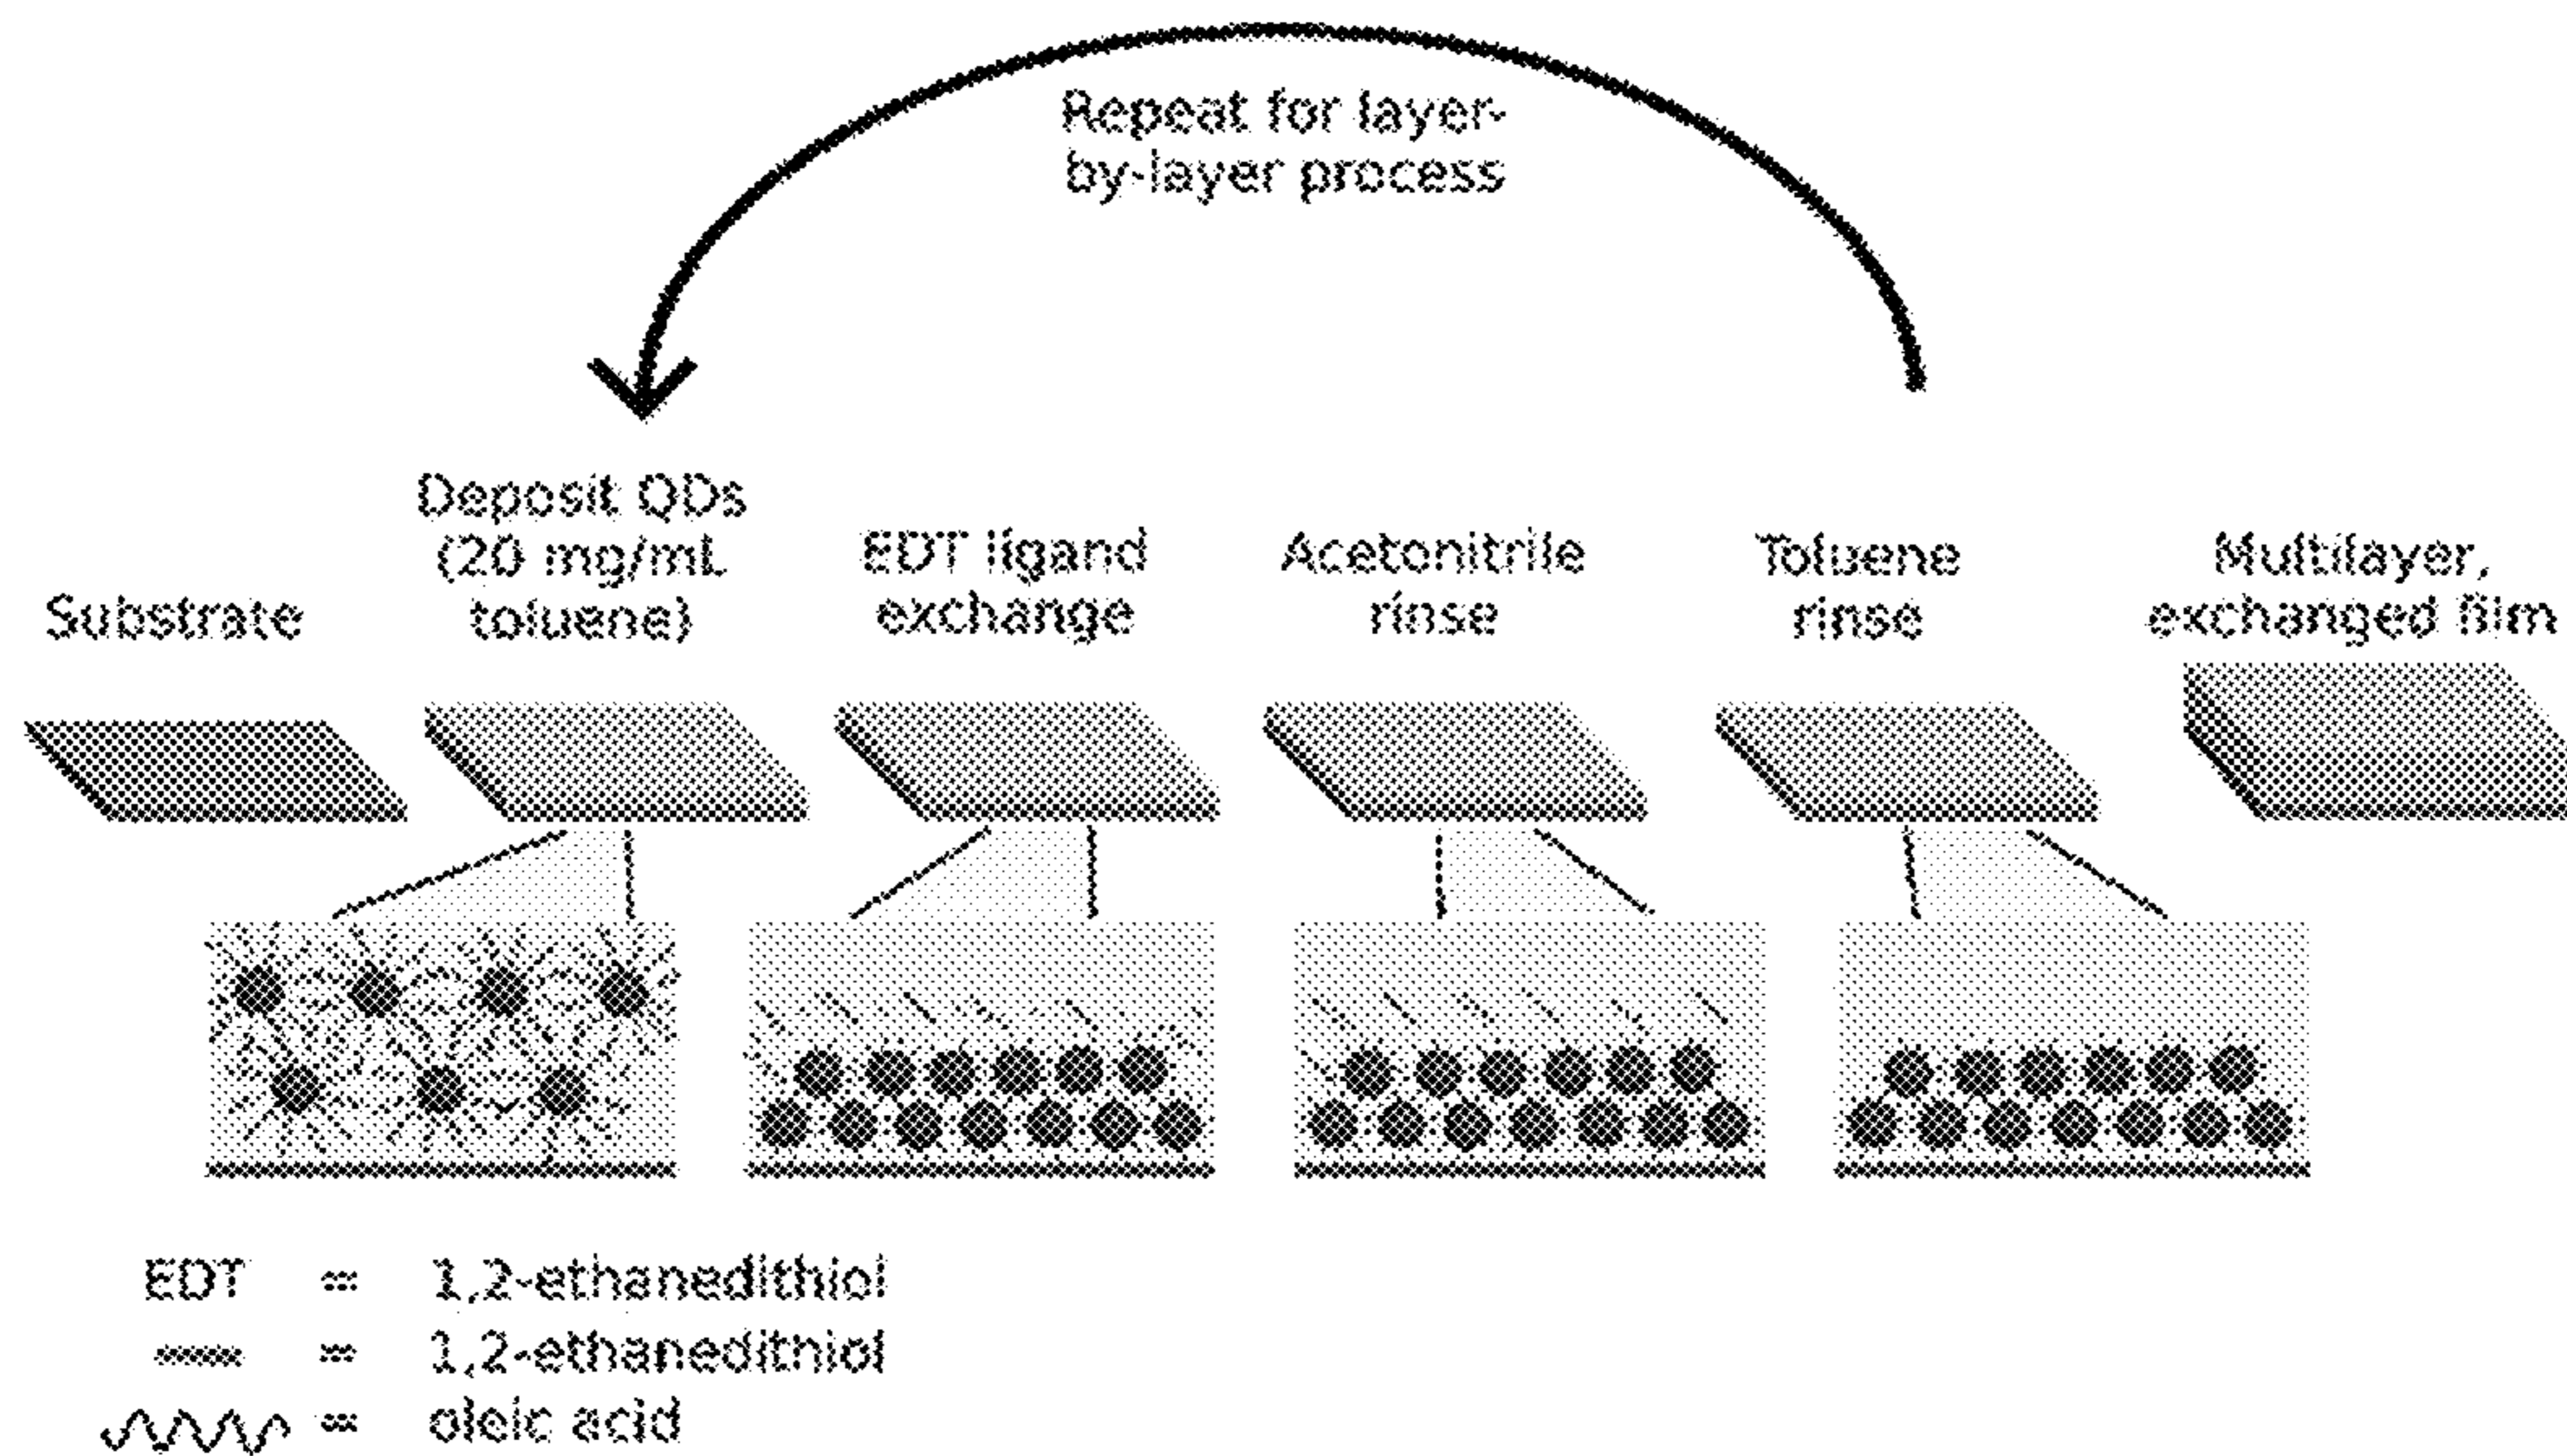 Repeat for layer-
by-layer process
Substrate
Deposit QDs
(20 mg/mL
toluene)
EDT ligand
exchange
Acetonitrile
rinse
Toluene
rinse
Multilayer,
exchanged film
EDT = 1,2-ethanedithiol
= 1,2-ethanedithiol
= oleic acid